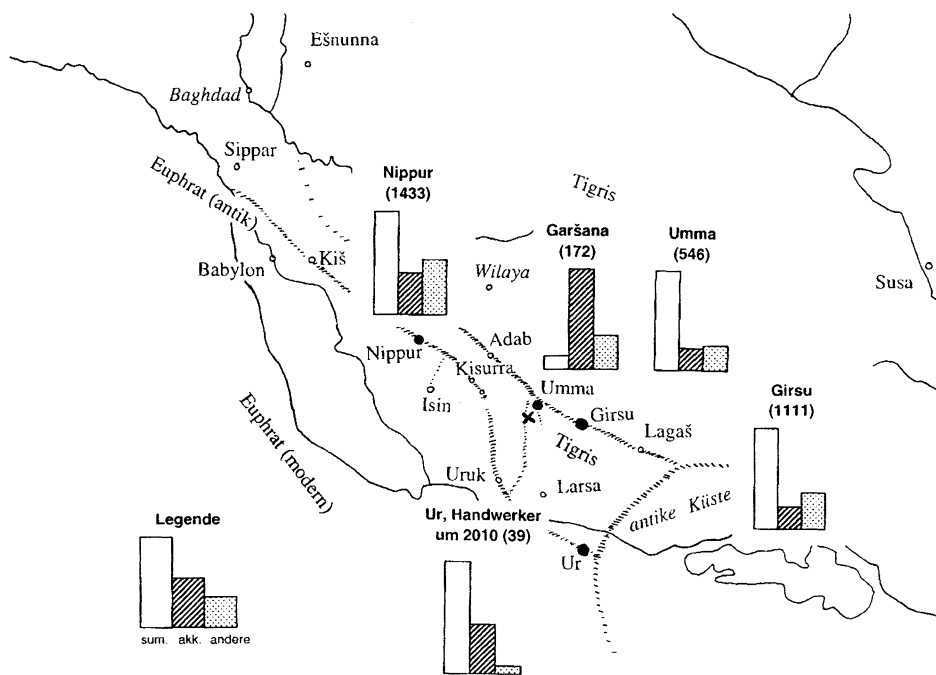 Ešnunna
Baghdad
Sippar
Euphrat (antik)
Nippur
(1433)
Tigris
Garšana
(172)
Umma
(546)
Babylon
Kiš
Wilaya
Susa
Adab
Nippur
Kisurra
Isin
Umma
Girsu
Girsu
(1111)
Lagaš
Tigris
Euphrat (modern)
Uruk
Larsa
antike Küste
Ur, Handwerker
um 2010 (39)
Ur
Legende
sum. akk. andere